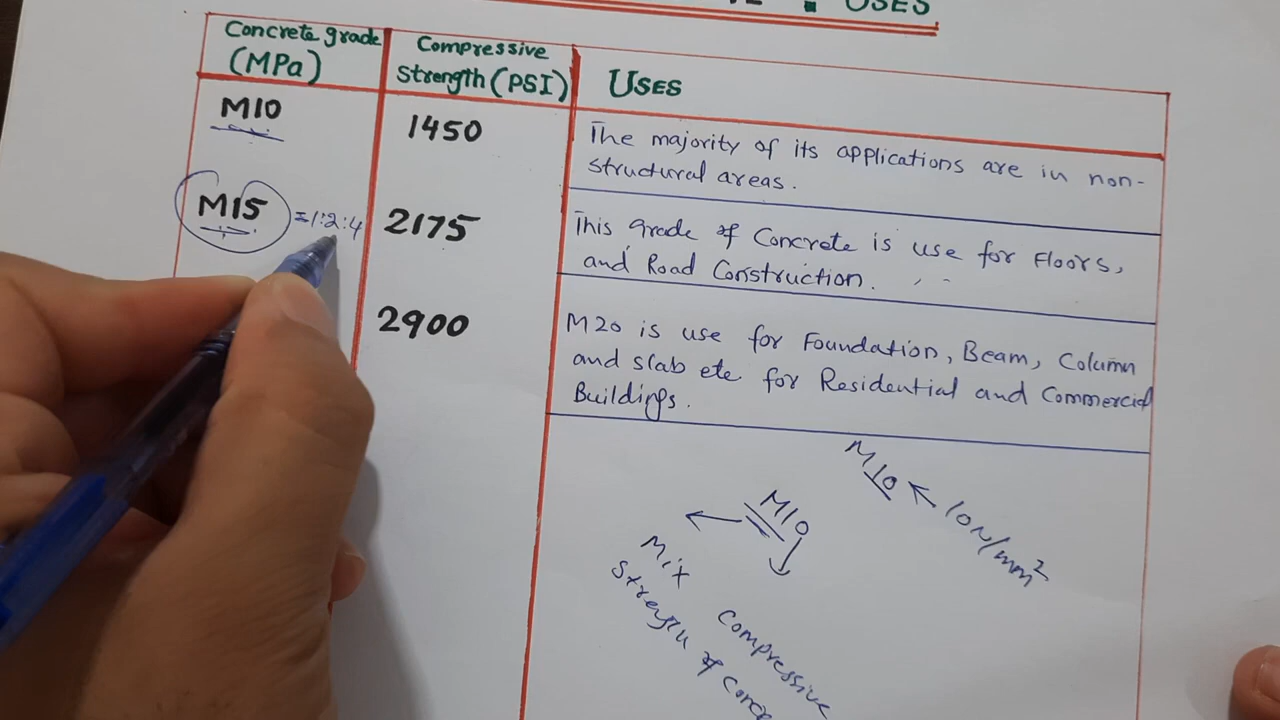 : USES
Concrete grade
(MPa)
Compressive
Strength (PSI)
USES
M10
1450
The majority of its applications are in non-
structural areas.
M15 =1:2:4
2175
This grade of Concrete is use for Floors,
and Road Construction.
2900
M20 is use for Foundation, Beam, Column
and slab etc for Residential and Commercial
Buildings.
M10 ← 10N/mm²
← M10
Mix
Compressive
Strength of